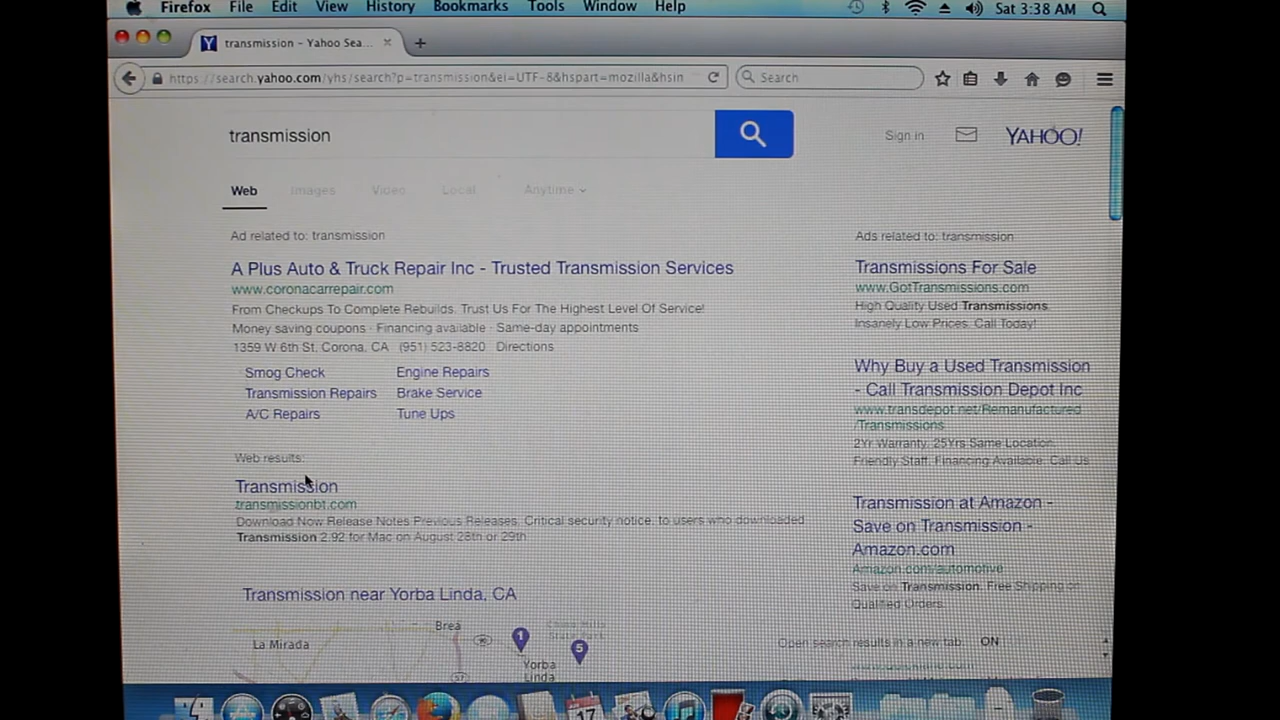 Firefox File Edit View History Bookmarks Tools Window Help Sat 3:38 AM
transmission - Yahoo Sea...
https://search.yahoo.com/yhs/search?p=transmission&ei=UTF-8&hspart=mozilla&hsin
Search
transmission
Sign in
YAHOO!
Web Images Video Local Anytime
Ad related to: transmission
A Plus Auto & Truck Repair Inc - Trusted Transmission Services
www.coronacarrepair.com
From Checkups To Complete Rebuilds. Trust Us For The Highest Level Of Service!
Money saving coupons · Financing available · Same-day appointments
1359 W 6th St, Corona, CA (951) 523-8820 Directions
Smog Check Engine Repairs
Transmission Repairs Brake Service
A/C Repairs Tune Ups
Web results:
Transmission
transmissionbt.com
Download Now Release Notes Previous Releases. Critical security notice, to users who downloaded
Transmission 2.92 for Mac on August 28th or 29th
Transmission near Yorba Linda, CA
La Mirada
Brea
1
5
Yorba
Linda
Ads related to: transmission
Transmissions For Sale
www.GotTransmissions.com
High Quality Used Transmissions.
Insanely Low Prices. Call Today!
Why Buy a Used Transmission
- Call Transmission Depot Inc
www.transdepot.net/Remanufactured
/Transmissions
2Yr Warranty. 25Yrs Same Location.
Friendly Staff. Financing Available. Call Us
Transmission at Amazon -
Save on Transmission -
Amazon.com
Amazon.com/automotive
Save on Transmission. Free Shipping on
Qualified Orders.
Open search results in a new tab ON
17